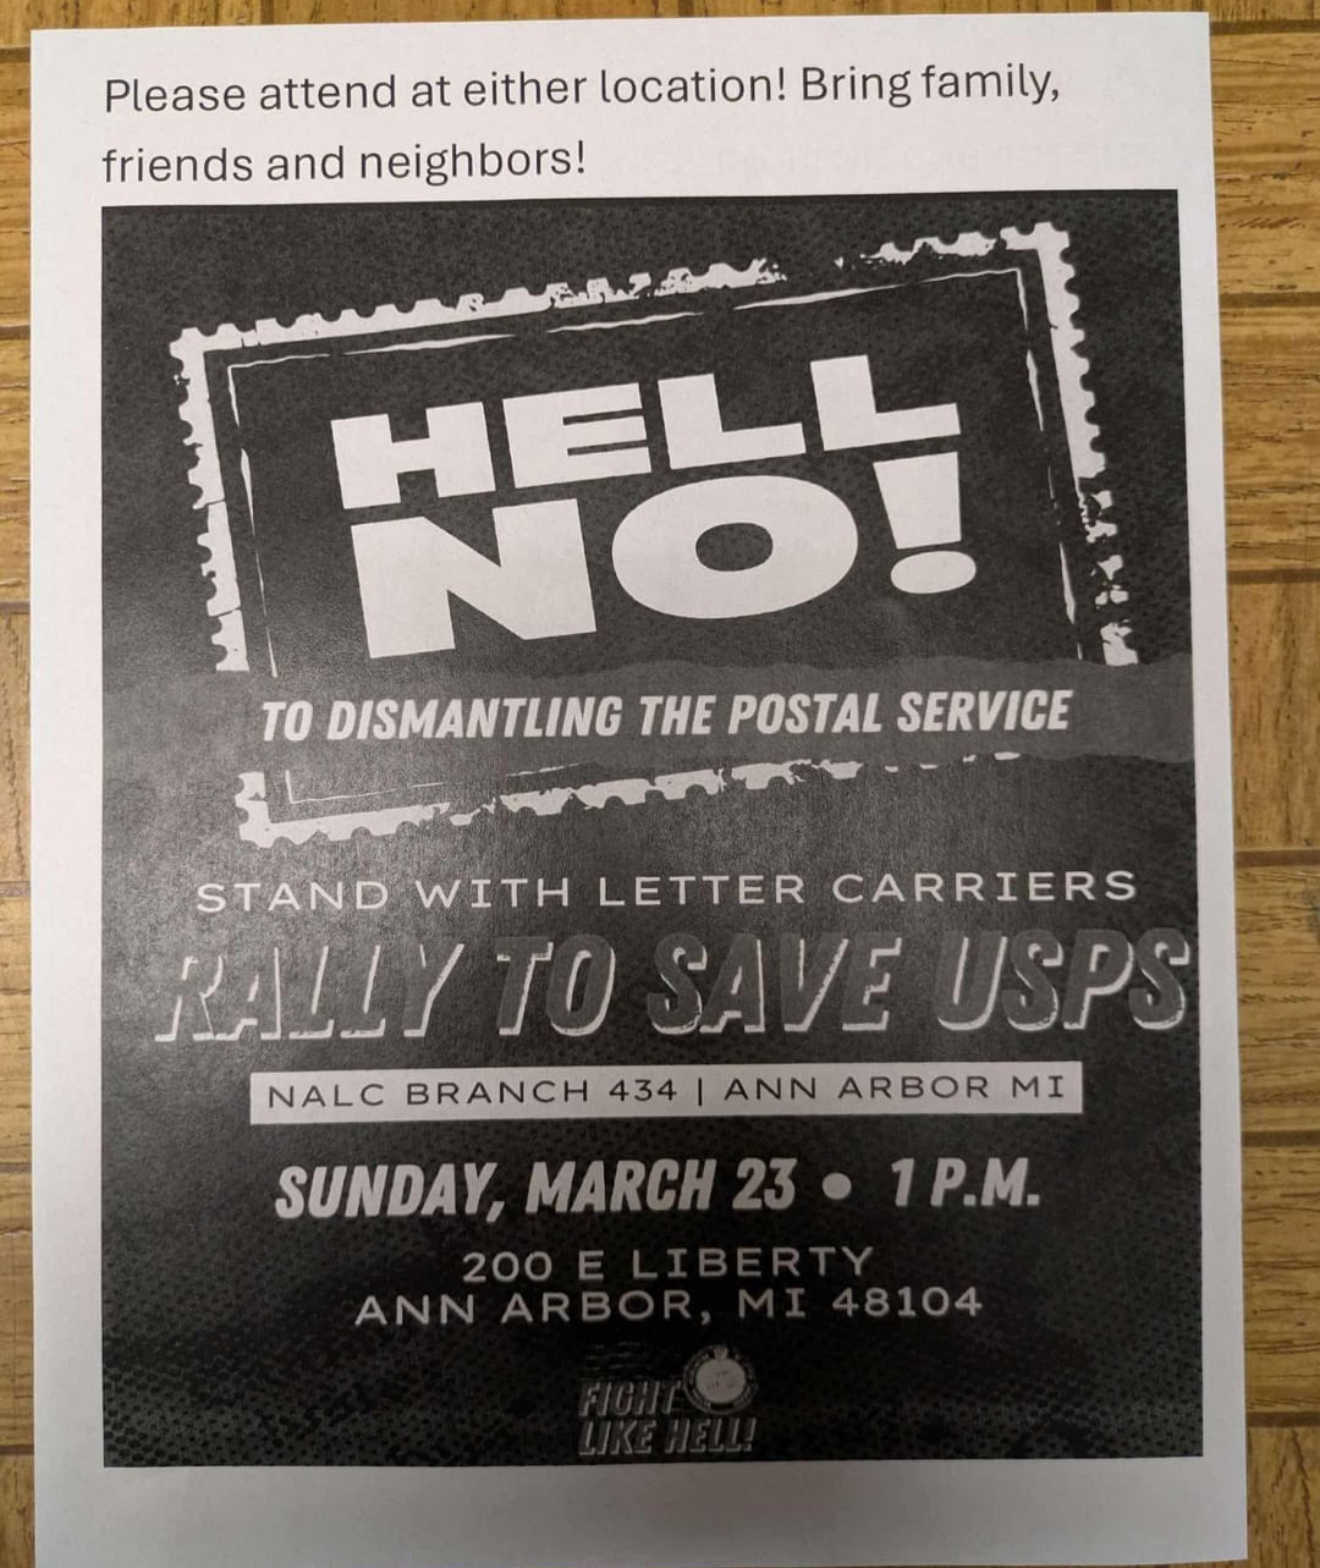 Please attend at either location! Bring family,
friends and neighbors!
HELL
NO!
TO DISMANTLING THE POSTAL SERVICE
STAND WITH LETTER CARRIERS
RALLY TO SAVE USPS
NALC BRANCH 434 | ANN ARBOR MI
SUNDAY, MARCH 23 • 1 P.M.
200 E LIBERTY
ANN ARBOR, MI 48104
FIGHT
LIKE HELL!